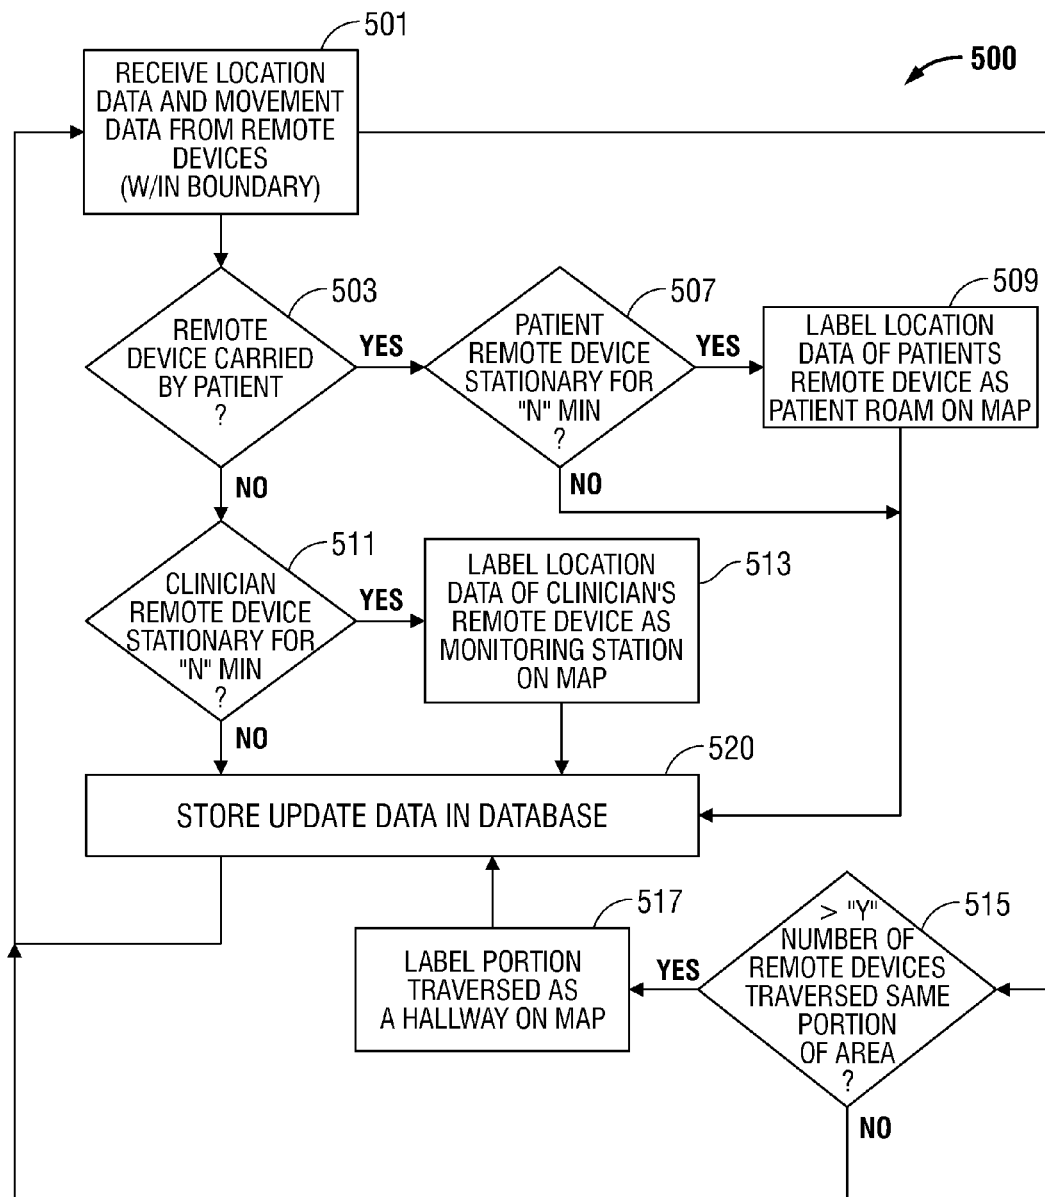 501
RECEIVE LOCATION
DATA AND MOVEMENT
DATA FROM REMOTE
DEVICES
(W/IN BOUNDARY)
500
503
REMOTE
DEVICE CARRIED
BY PATIENT
?
YES
NO
507
PATIENT
REMOTE DEVICE
STATIONARY FOR
"N" MIN
?
YES
NO
509
LABEL LOCATION
DATA OF PATIENTS
REMOTE DEVICE AS
PATIENT ROAM ON MAP
511
CLINICIAN
REMOTE DEVICE
STATIONARY FOR
"N" MIN
?
YES
NO
513
LABEL LOCATION
DATA OF CLINICIAN'S
REMOTE DEVICE AS
MONITORING STATION
ON MAP
520
STORE UPDATE DATA IN DATABASE
517
LABEL PORTION
TRAVERSED AS
A HALLWAY ON MAP
YES
515
> "Y"
NUMBER OF
REMOTE DEVICES
TRAVERSED SAME
PORTION
OF AREA
?
NO